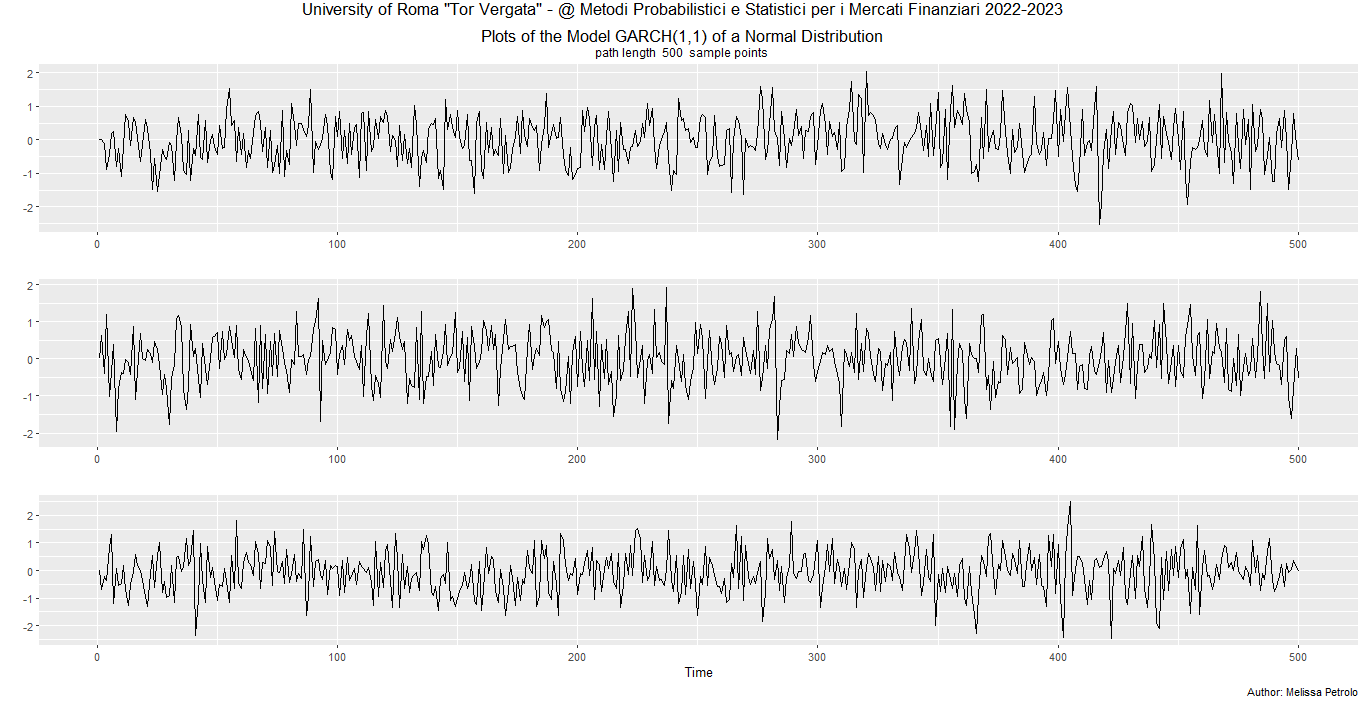 University of Roma "Tor Vergata" - @ Metodi Probabilistici e Statistici per i Mercati Finanziari 2022-2023
Plots of the Model GARCH(1,1) of a Normal Distribution
path length 500 sample points
2
1
0
-1
-2
0 100 200 300 400 500
2
1
0
-1
-2
0 100 200 300 400 500
2
1
0
-1
-2
0 100 200 300 400 500
Time
Author: Melissa Petrolo